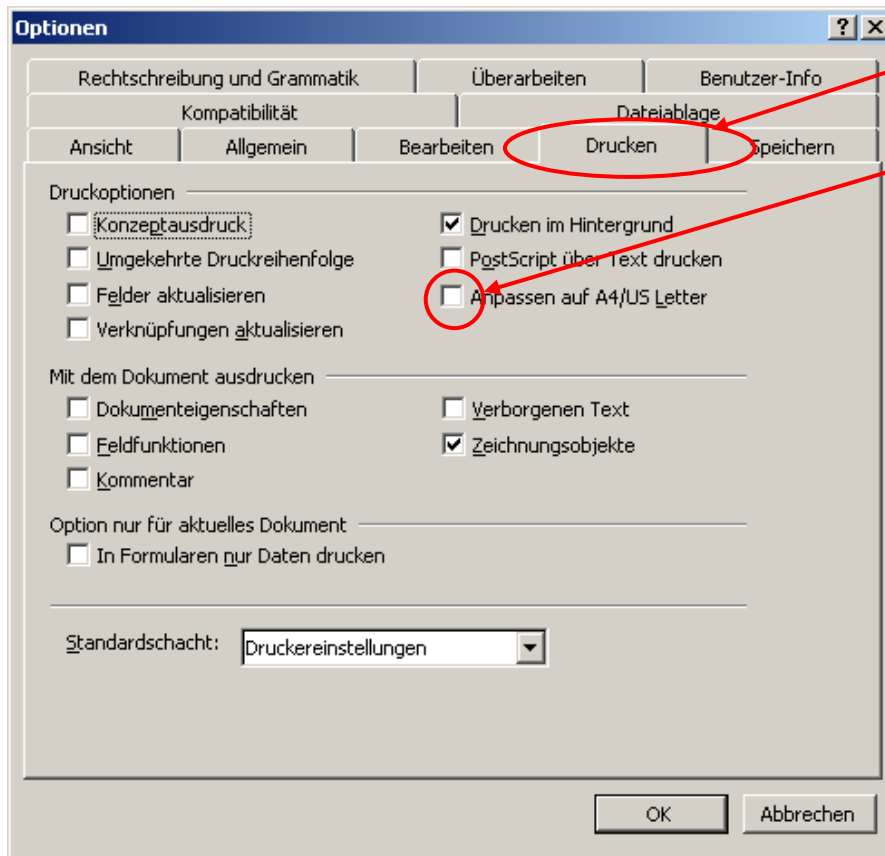 Optionen
Rechtschreibung und Grammatik Überarbeiten Benutzer-Info
Kompatibilität Dateiablage
Ansicht Allgemein Bearbeiten Drucken Speichern
Druckoptionen
Konzeptausdruck Drucken im Hintergrund
Umgekehrte Druckreihenfolge PostScript über Text drucken
Felder aktualisieren Anpassen auf A4/US Letter
Verknüpfungen aktualisieren
Mit dem Dokument ausdrucken
Dokumenteigenschaften Verborgenen Text
Feldfunktionen Zeichnungsobjekte
Kommentar
Option nur für aktuelles Dokument
In Formularen nur Daten drucken
Standardschacht: Druckereinstellungen
OK Abbrechen